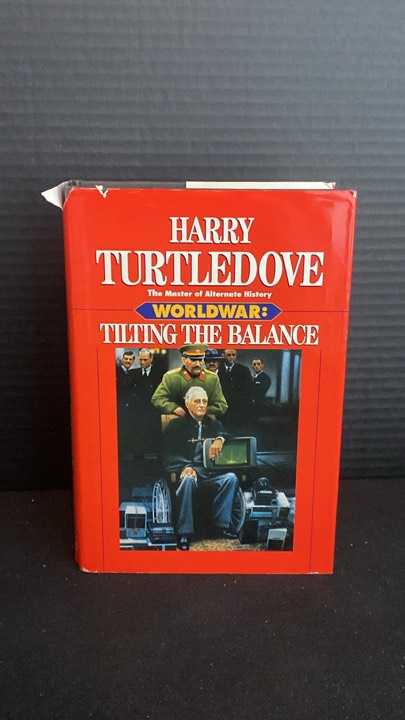 HARRY
TURTLEDOVE
The Master of Alternate History
WORLDWAR:
TILTING THE BALANCE